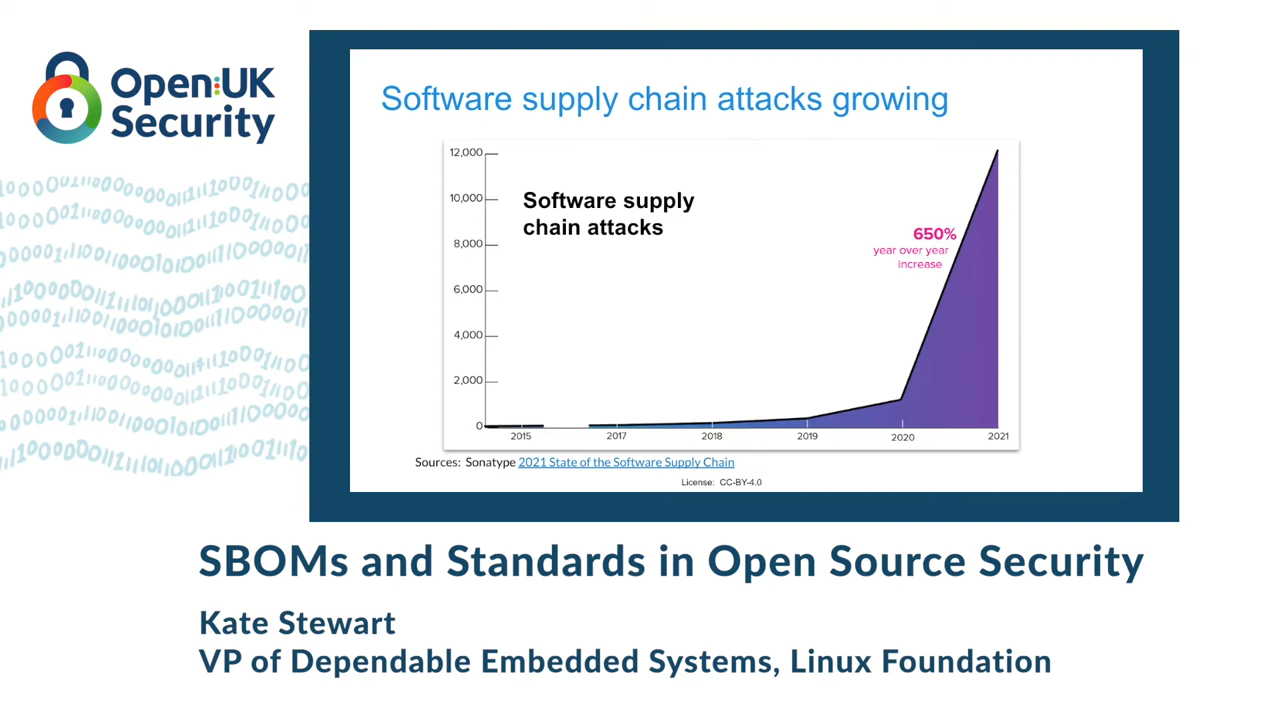 Open:UK
Security
Software supply chain attacks growing
12,000
10,000
8,000
6,000
4,000
2,000
0
Software supply
chain attacks
650%
year over year
increase
2015
2017
2018
2019
2020
2021
Sources: Sonatype 2021 State of the Software Supply Chain
License: CC-BY-4.0
SBOMs and Standards in Open Source Security
Kate Stewart
VP of Dependable Embedded Systems, Linux Foundation